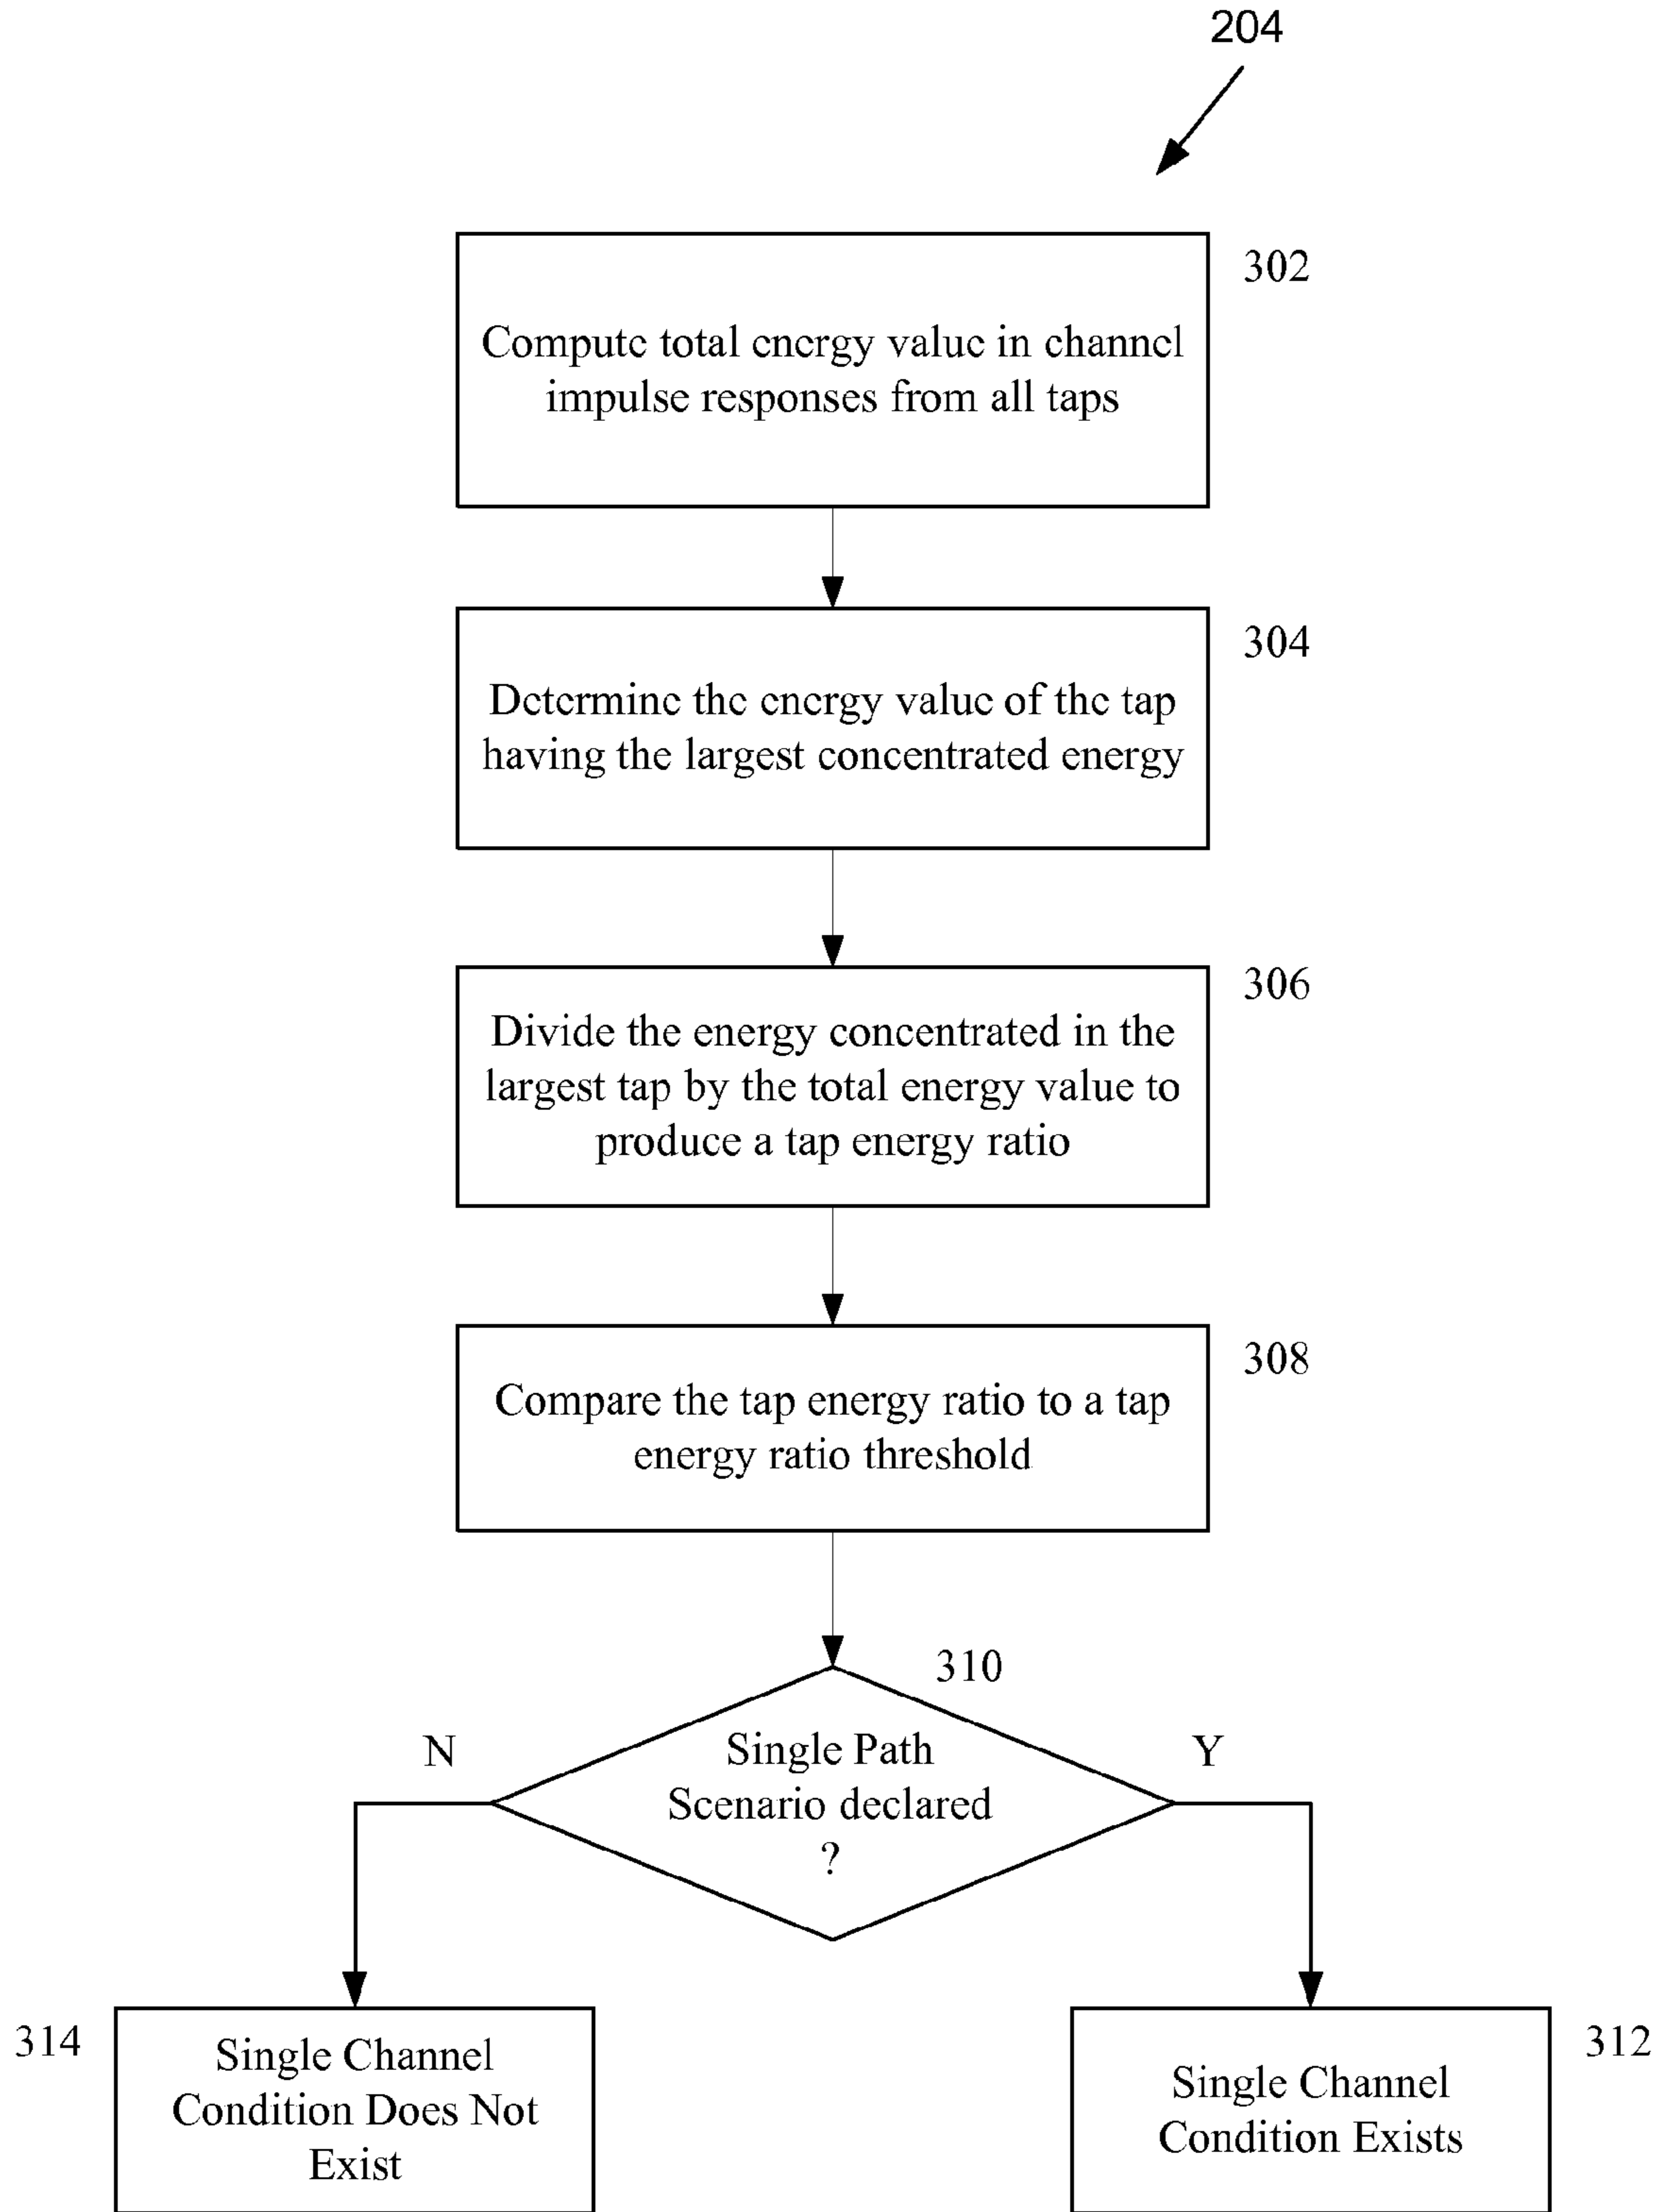 204
302
Compute total energy value in channel
impulse responses from all taps
304
Determine the energy value of the tap
having the largest concentrated energy
306
Divide the energy concentrated in the
largest tap by the total energy value to
produce a tap energy ratio
308
Compare the tap energy ratio to a tap
energy ratio threshold
310
Single Path
Scenario declared
?
N
Y
314
Single Channel
Condition Does Not
Exist
312
Single Channel
Condition Exists